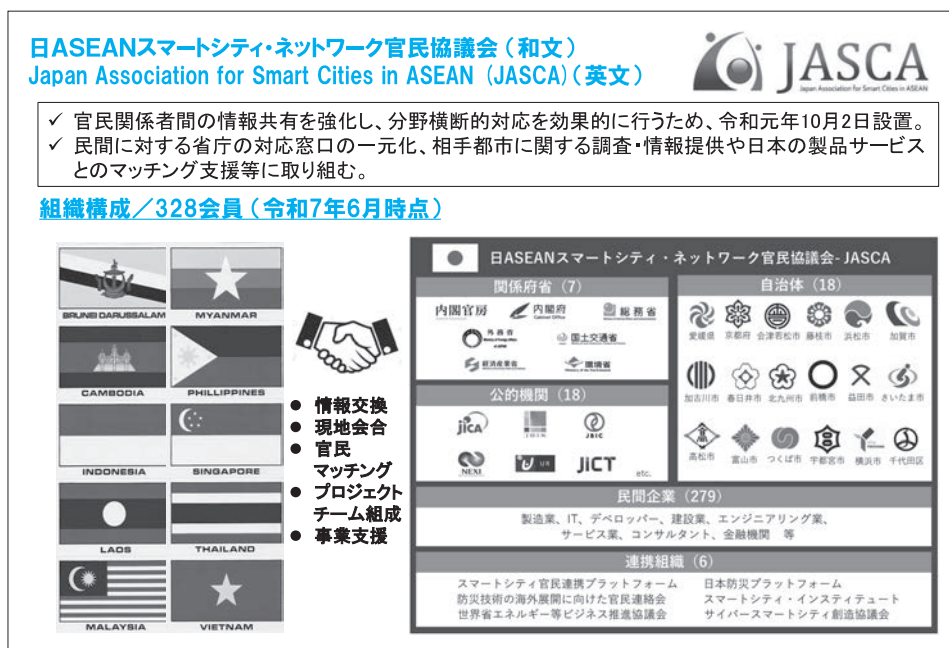 日ASEANスマートシティ・ネットワーク官民協議会（和文）
Japan Association for Smart Cities in ASEAN (JASCA)（英文）
JASCA
Japan Association for Smart Cities in ASEAN
✓ 官民関係者間の情報共有を強化し、分野横断的対応を効果的に行うため、令和元年10月2日設置。
✓ 民間に対する省庁の対応窓口の一元化、相手都市に関する調査・情報提供や日本の製品サービス
とのマッチング支援等に取り組む。
組織構成／328会員（令和7年6月時点）
BRUNEI DARUSSALAM
MYANMAR
CAMBODIA
PHILLIPPINES
INDONESIA
SINGAPORE
LAOS
THAILAND
MALAYSIA
VIETNAM
● 情報交換
● 現地会合
● 官民
マッチング
● プロジェクト
チーム組成
● 事業支援
日ASEANスマートシティ・ネットワーク官民協議会-JASCA
関係府省（7）
内閣官房
内閣府
Cabinet Office
総務省
外務省
国土交通省
経済産業省
環境省
公的機関（18）
jICA
JBIC
NEXI
UR
JICT
etc.
自治体（18）
愛媛県 京都府 会津若松市 藤枝市 浜松市 加賀市
加古川市 春日井市 北九州市 前橋市 益田市 さいたま市
高松市 富山市 つくば市 宇都宮市 横浜市 千代田区
民間企業（279）
製造業、IT、デベロッパー、建設業、エンジニアリング業、
サービス業、コンサルタント、金融機関 等
連携組織（6）
スマートシティ官民連携プラットフォーム 日本防災プラットフォーム
防災技術の海外展開に向けた官民連絡会 スマートシティ・インスティテュート
世界省エネルギー等ビジネス推進協議会 サイバースマートシティ創造協議会